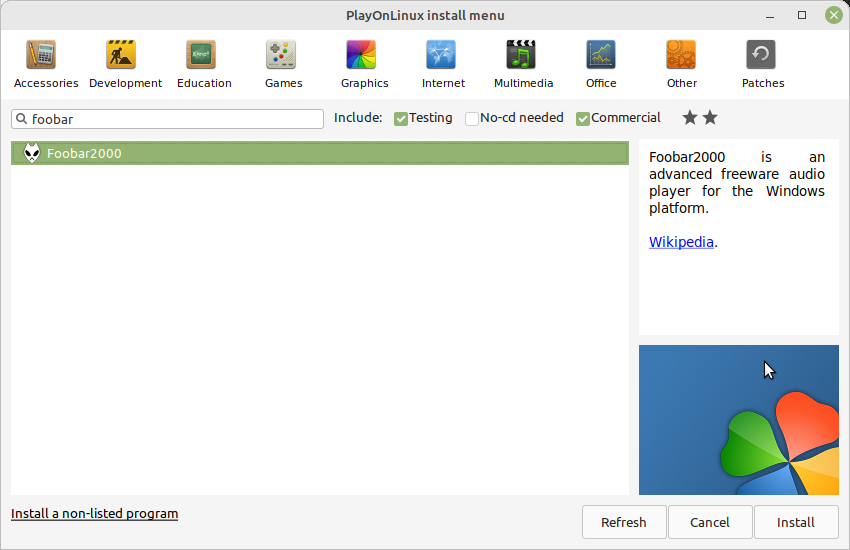 PlayOnLinux install menu
Accessories Development Education Games Graphics Internet Multimedia Office Other Patches
foobar Include: Testing No-cd needed Commercial
Foobar2000
Foobar2000 is an
advanced freeware audio
player for the Windows
platform.
Wikipedia.
Install a non-listed program
Refresh Cancel Install